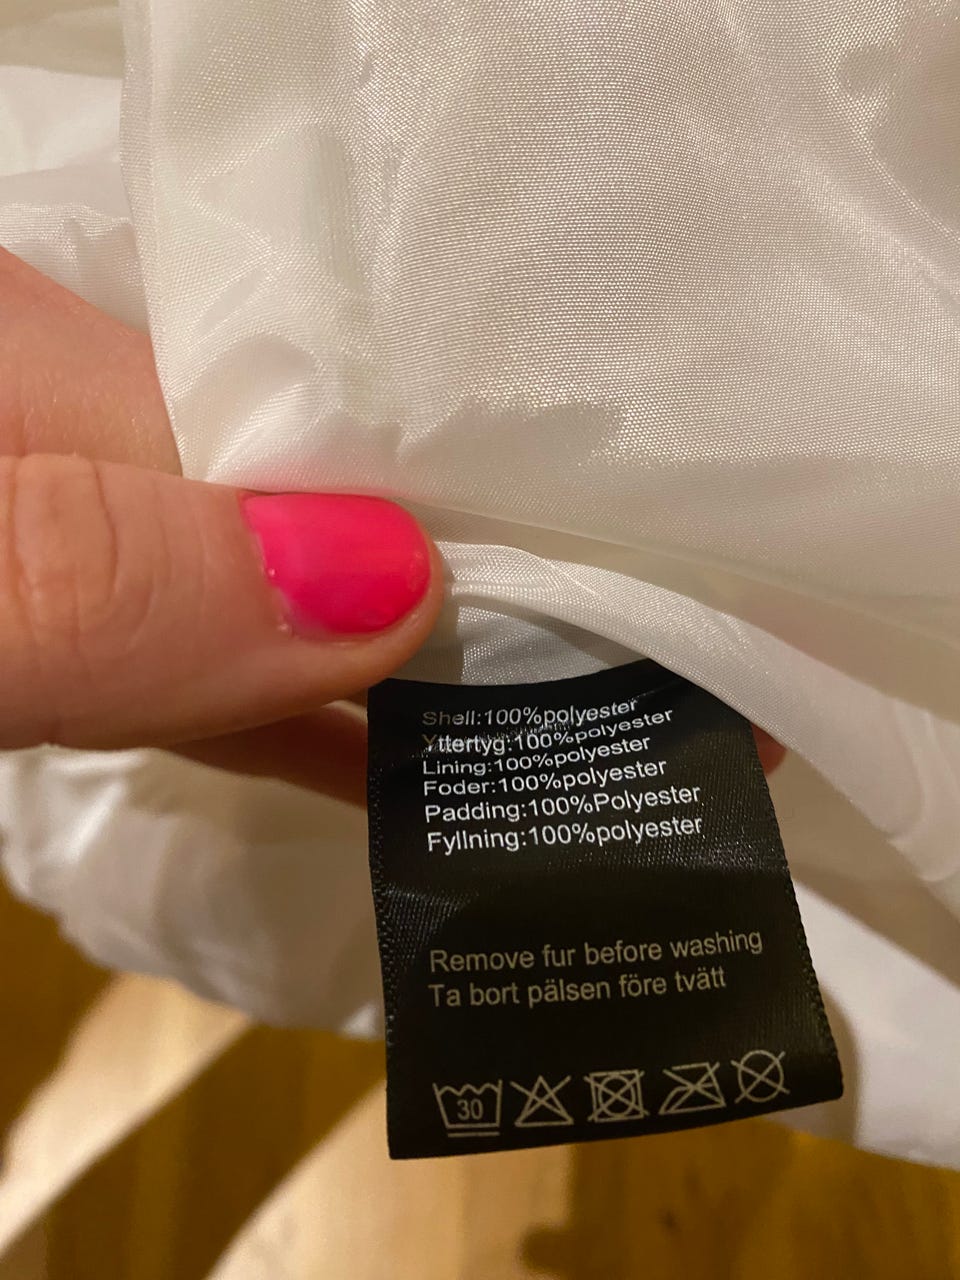 Shell:100%polyester
Yttertyg:100%polyester
Lining:100%polyester
Foder:100%polyester
Padding:100%Polyester
Fyllning:100%polyester
Remove fur before washing
Ta bort pälsen före tvätt
30